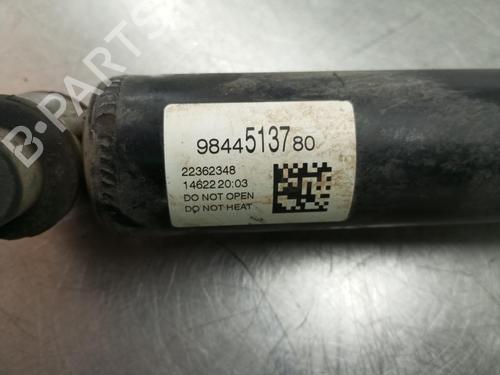 B-PARTS
9844513780
22362348
14622 20:03
DO NOT OPEN
DO NOT HEAT